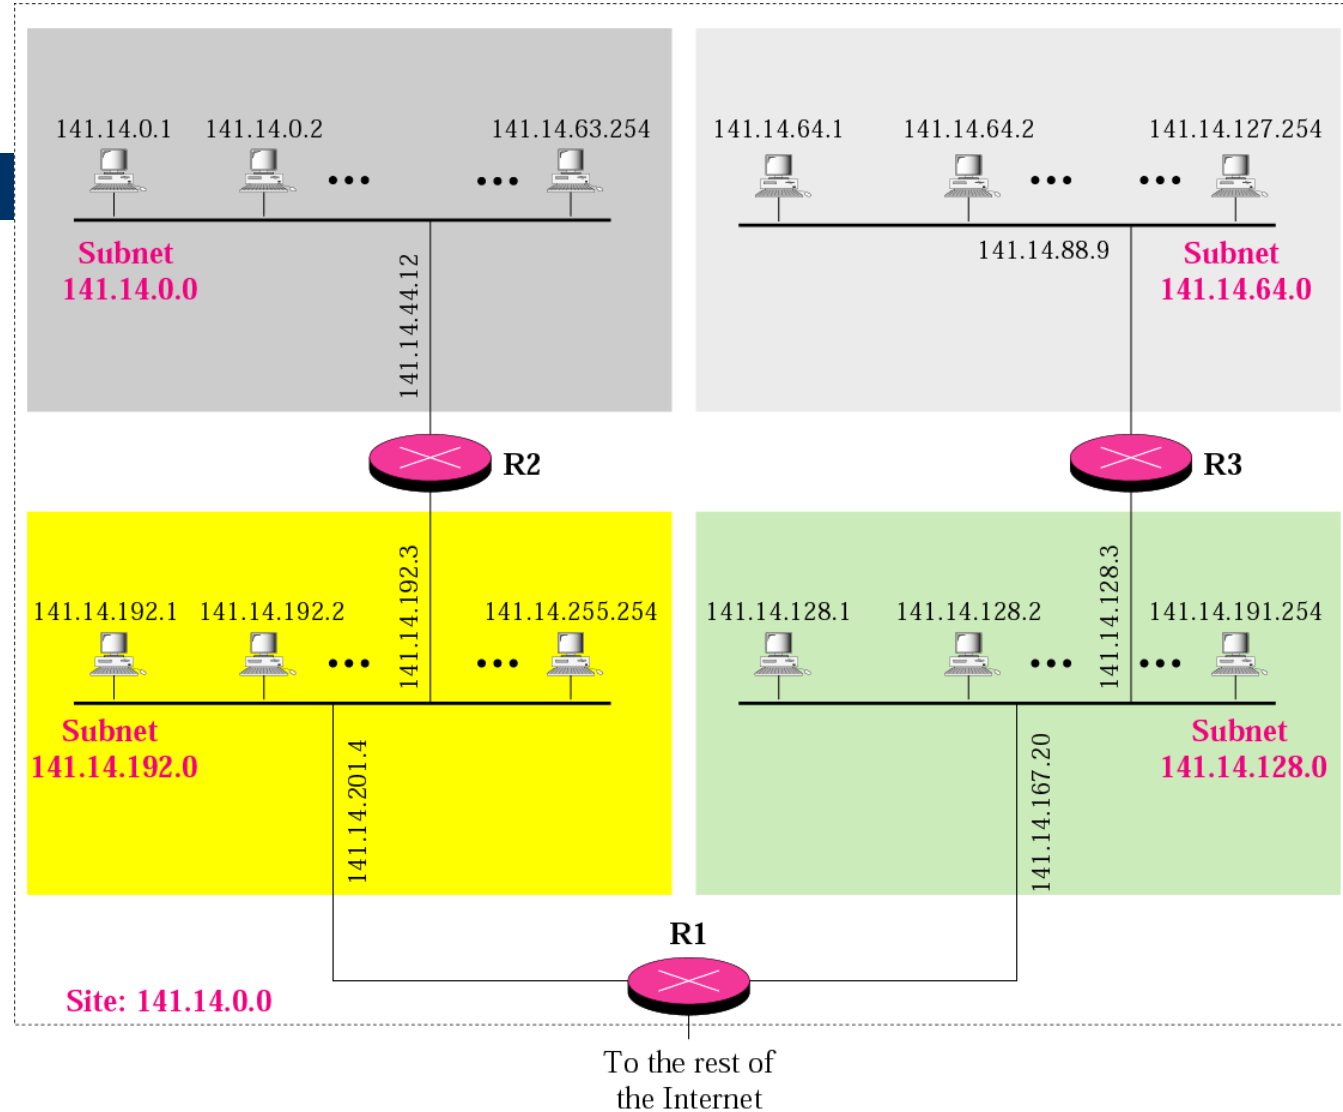 141.14.0.1
141.14.0.2
141.14.63.254
Subnet
141.14.0.0
141.14.44.12
141.14.64.1
141.14.64.2
141.14.127.254
141.14.88.9
Subnet
141.14.64.0
R2
R3
141.14.192.1
141.14.192.2
141.14.192.3
141.14.255.254
Subnet
141.14.192.0
141.14.201.4
141.14.128.1
141.14.128.2
141.14.128.3
141.14.191.254
Subnet
141.14.128.0
141.14.167.20
R1
Site: 141.14.0.0
To the rest of
the Internet